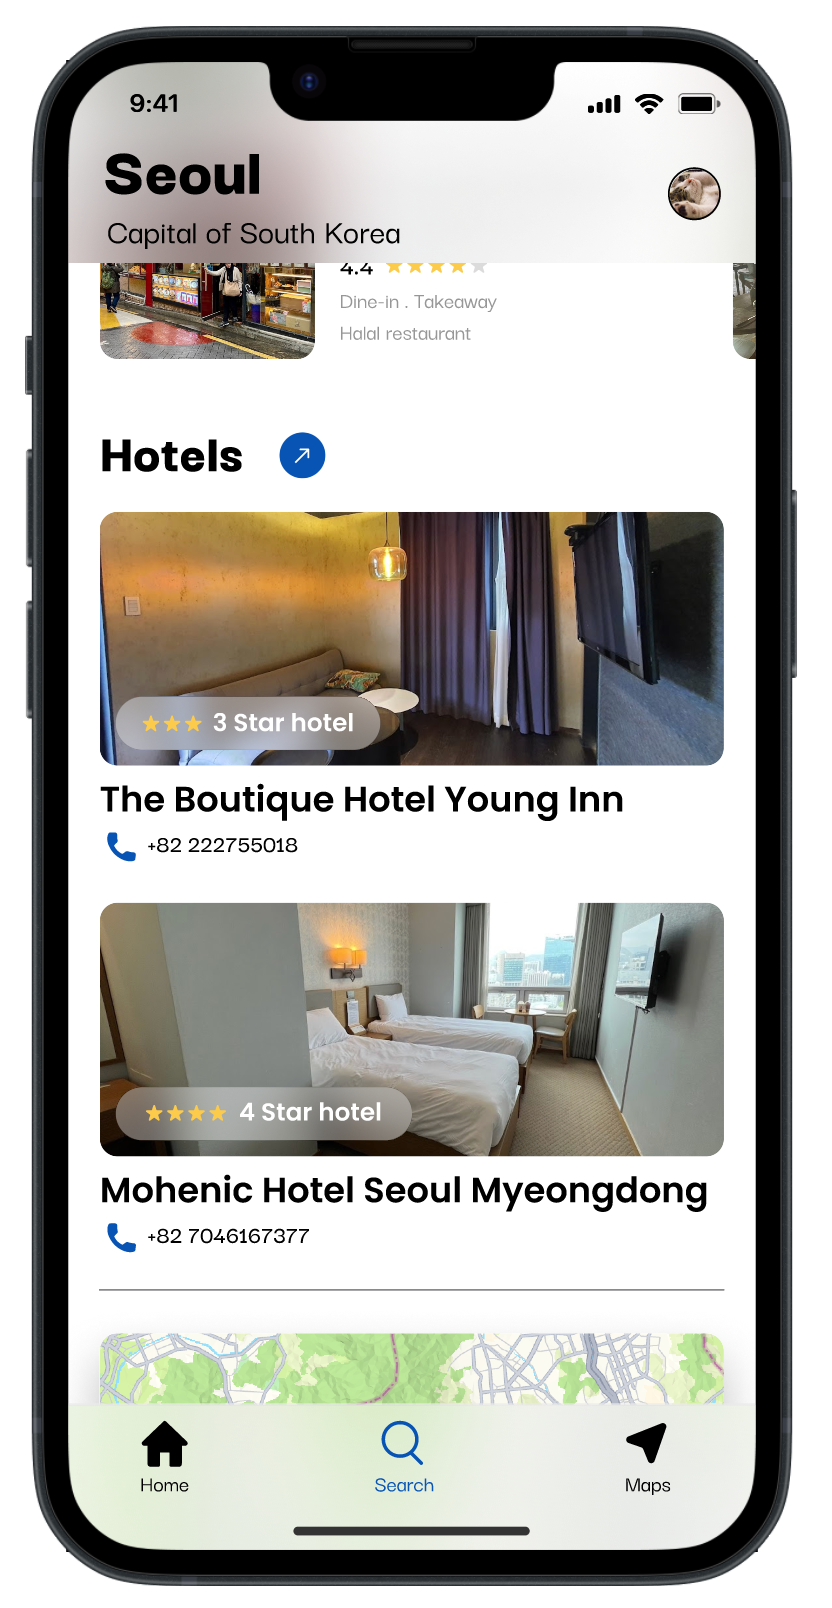 9:41
Seoul
Capital of South Korea
4.4
Dine-in . Takeaway
Halal restaurant
Hotels
3 Star hotel
The Boutique Hotel Young Inn
+82 222755018
4 Star hotel
Mohenic Hotel Seoul Myeongdong
+82 7046167377
Home
Search
Maps